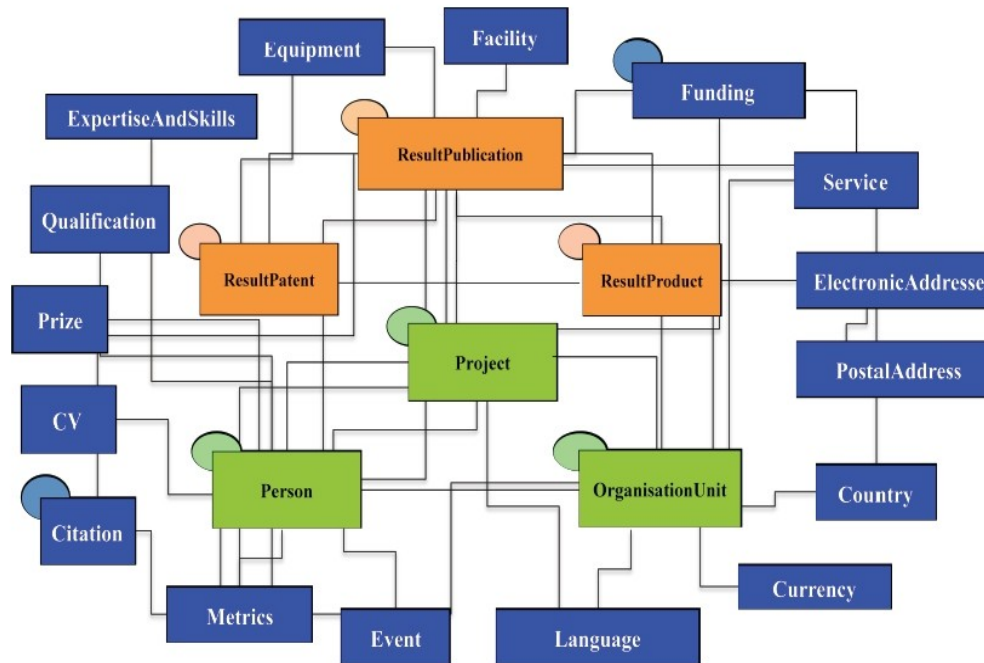 Facility
Equipment
Funding
ExpertiseAndSkills
ResultPublication
Service
Qualification
ResultPatent
ResultProduct
ElectronicAddresse
Prize
Project
PostalAddress
CV
Person
OrganisationUnit
Country
Citation
Currency
Metrics
Event
Language